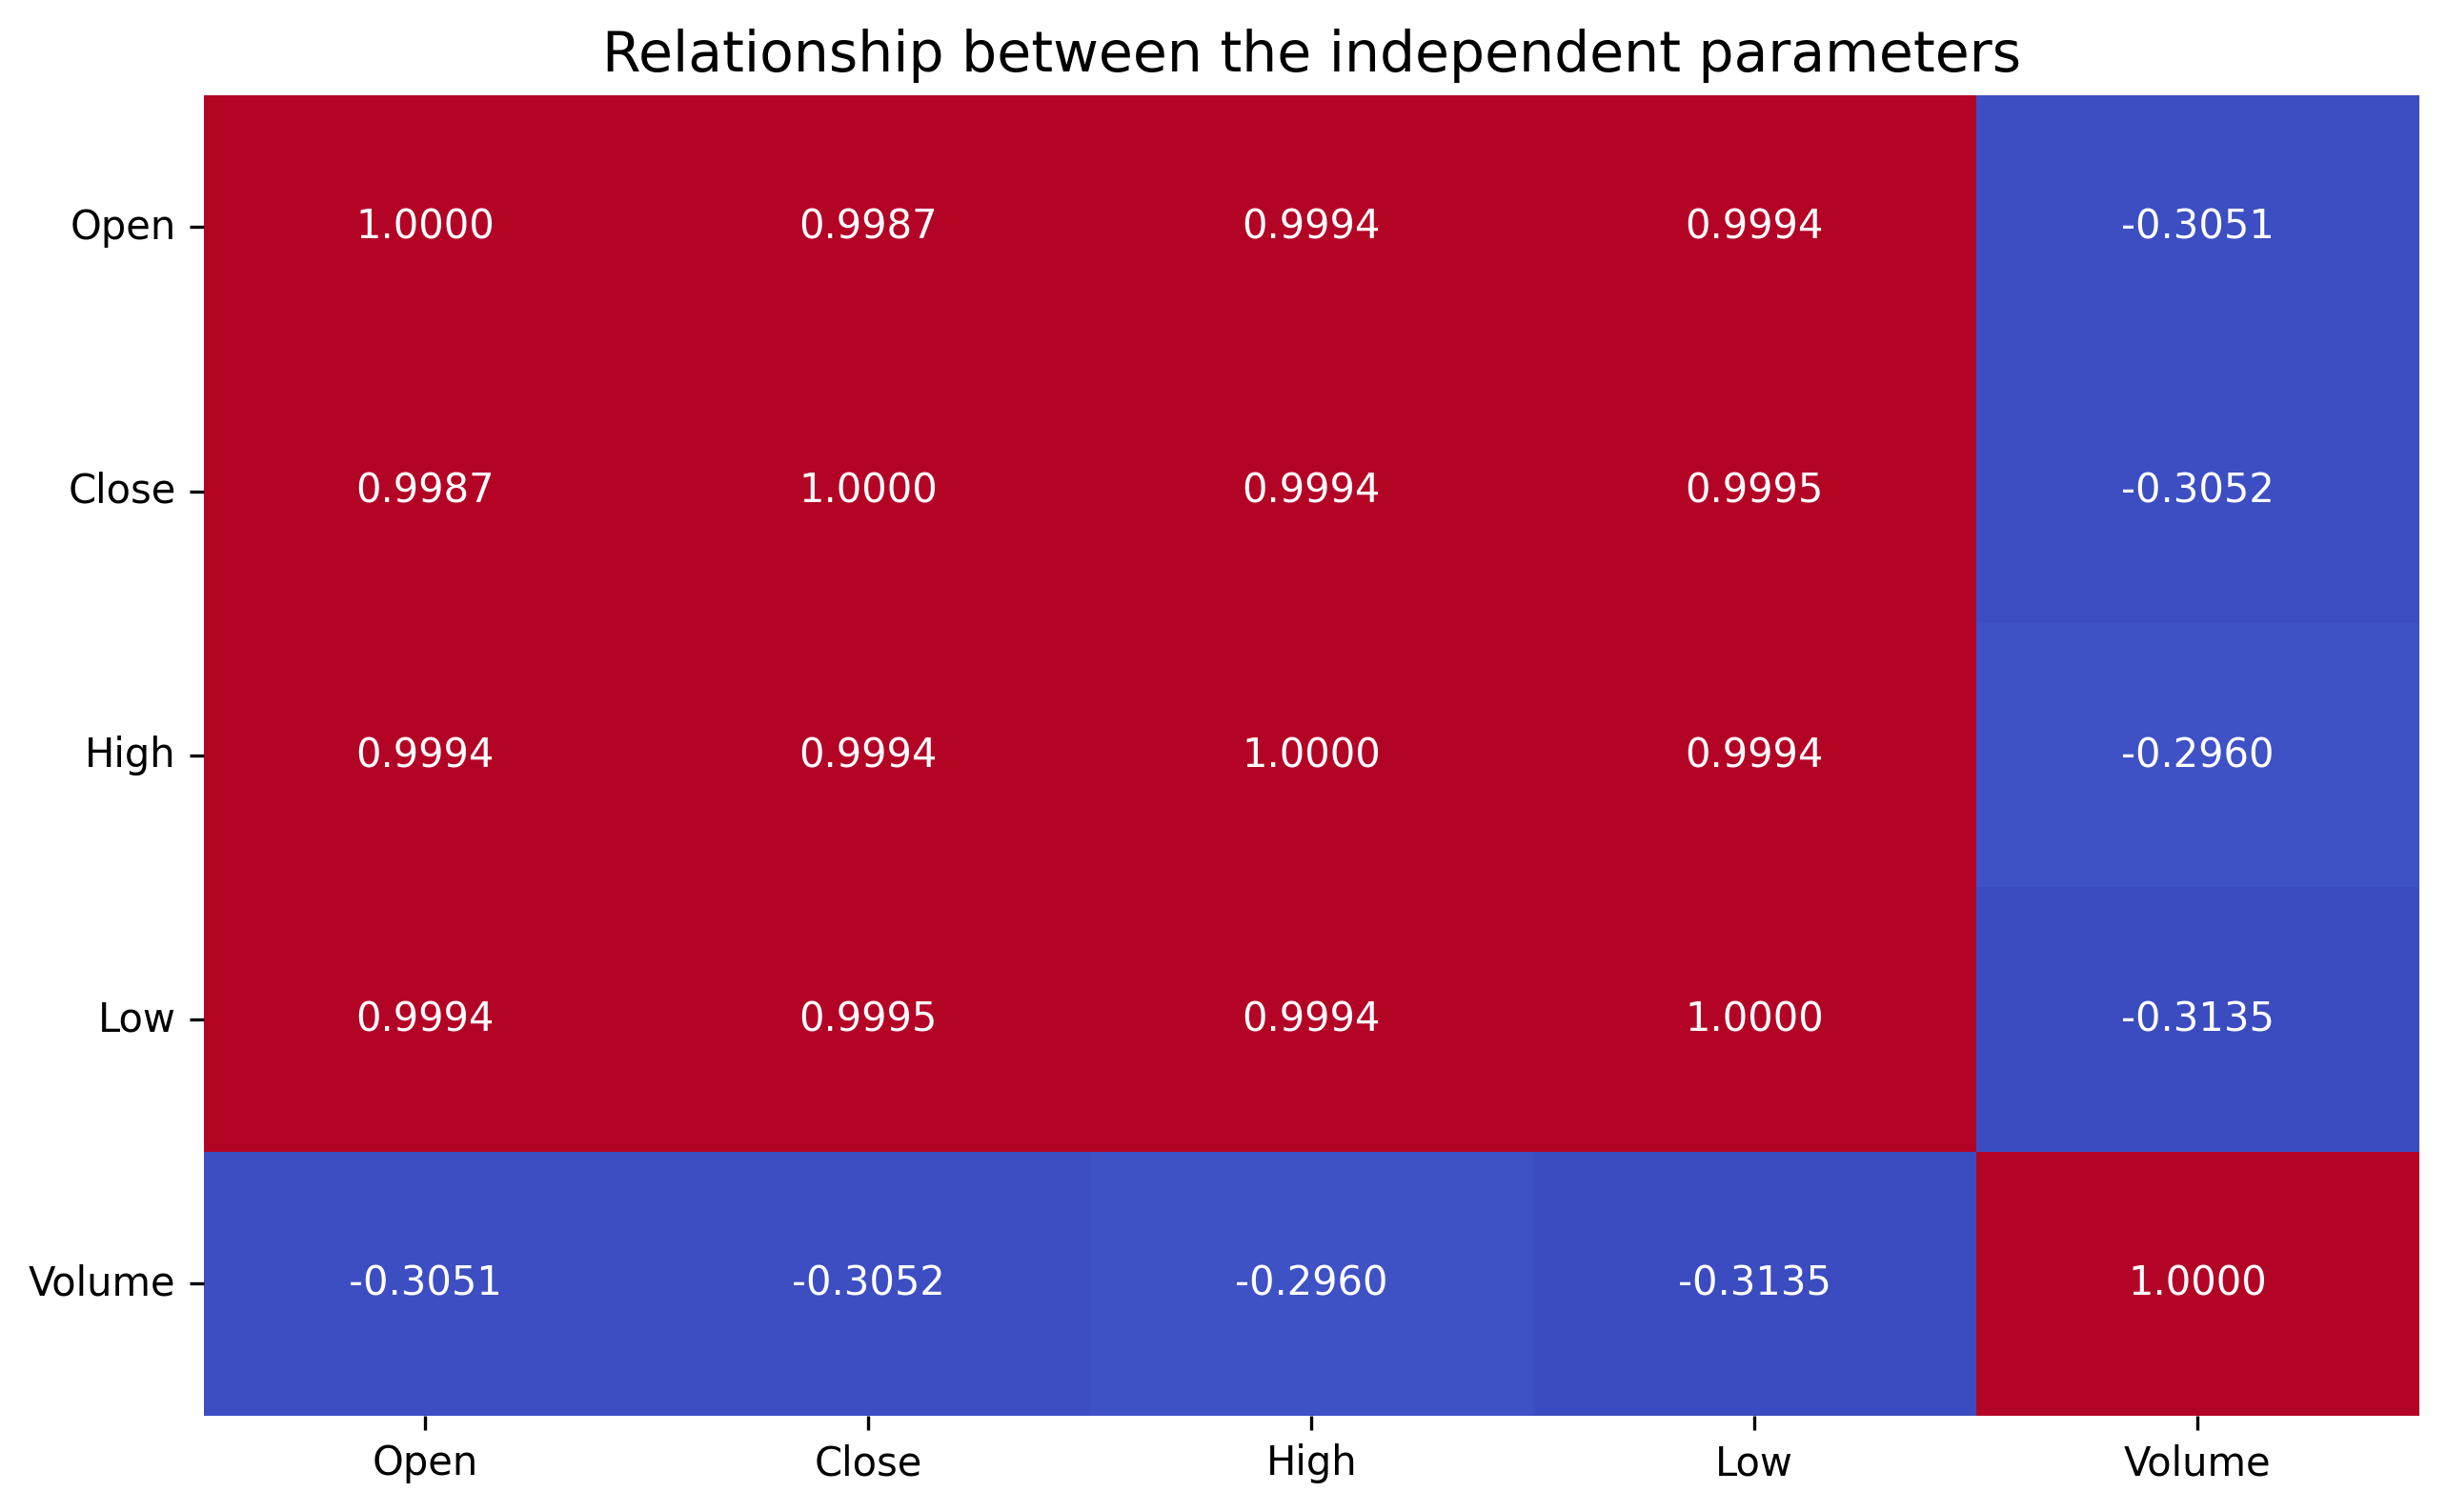 Relationship between the independent parameters
Open 1.0000 0.9987 0.9994 0.9994 -0.3051
Close 0.9987 1.0000 0.9994 0.9995 -0.3052
High 0.9994 0.9994 1.0000 0.9994 -0.2960
Low 0.9994 0.9995 0.9994 1.0000 -0.3135
Volume -0.3051 -0.3052 -0.2960 -0.3135 1.0000
Open Close High Low Volume